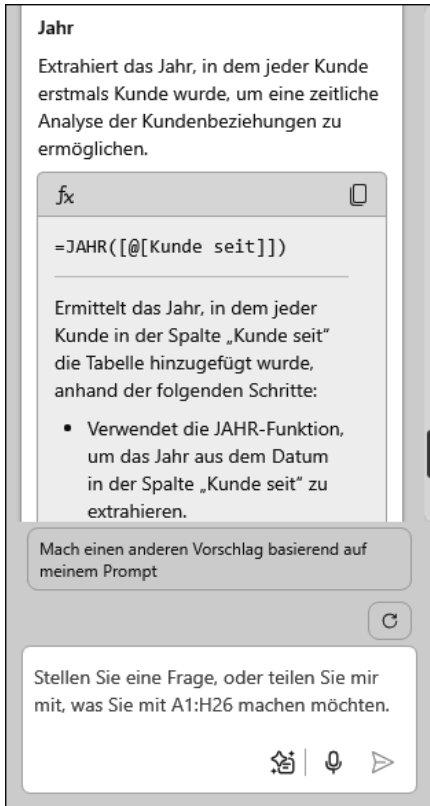 Jahr
Extrahiert das Jahr, in dem jeder Kunde
erstmals Kunde wurde, um eine zeitliche
Analyse der Kundenbeziehungen zu
ermöglichen.
fx
=JAHR([@[Kunde seit]])
Ermittelt das Jahr, in dem jeder
Kunde in der Spalte „Kunde seit“
die Tabelle hinzugefügt wurde,
anhand der folgenden Schritte:
• Verwendet die JAHR-Funktion,
um das Jahr aus dem Datum
in der Spalte „Kunde seit“ zu
extrahieren.
Mach einen anderen Vorschlag basierend auf
meinem Prompt
Stellen Sie eine Frage, oder teilen Sie mir
mit, was Sie mit A1:H26 machen möchten.